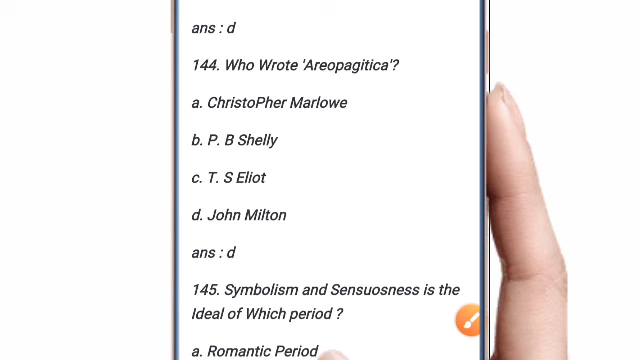 ans : d
144. Who Wrote 'Areopagitica'?
a. ChristoPher Marlowe
b. P. B Shelly
c. T. S Eliot
d. John Milton
ans : d
145. Symbolism and Sensuosness is the
Ideal of Which period ?
a. Romantic Period